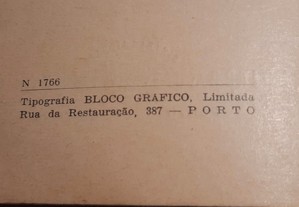 N 1766
Tipografia BLOCO GRAFICO, Limitada
Rua da Restauração, 387 — PORTO